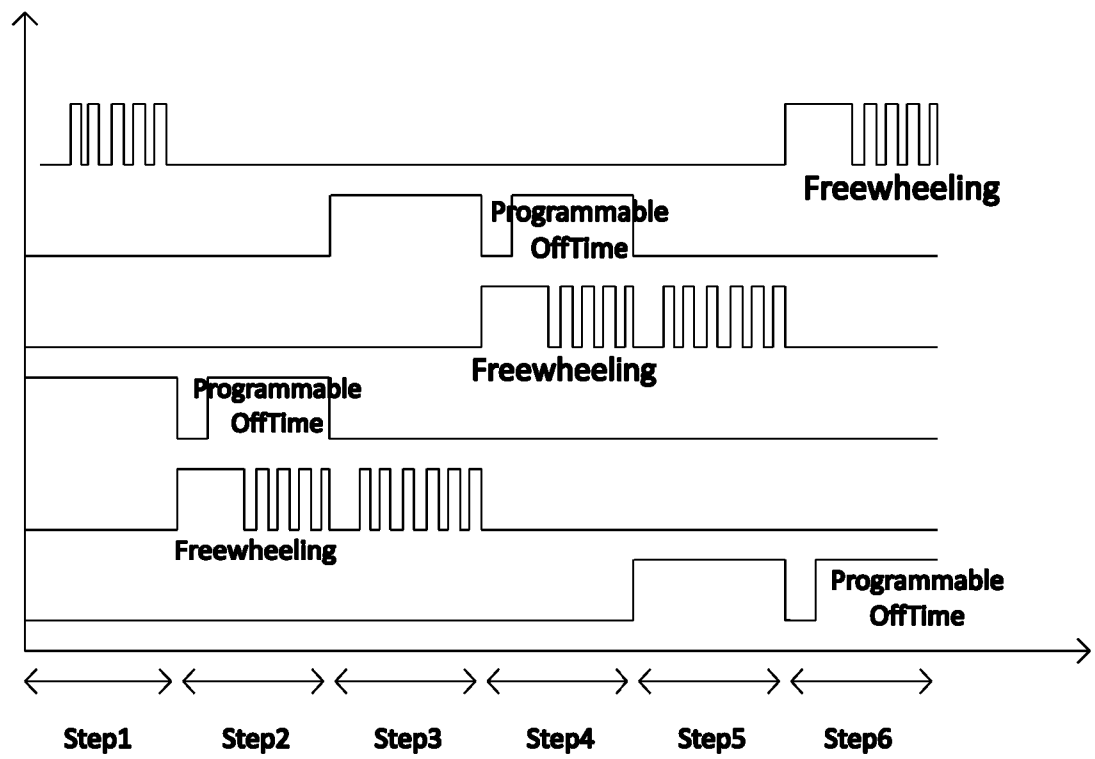 Freewheeling
Programmable
OffTime
Freewheeling
Programmable
OffTime
Freewheeling
Programmable
OffTime
Step1
Step2
Step3
Step4
Step5
Step6